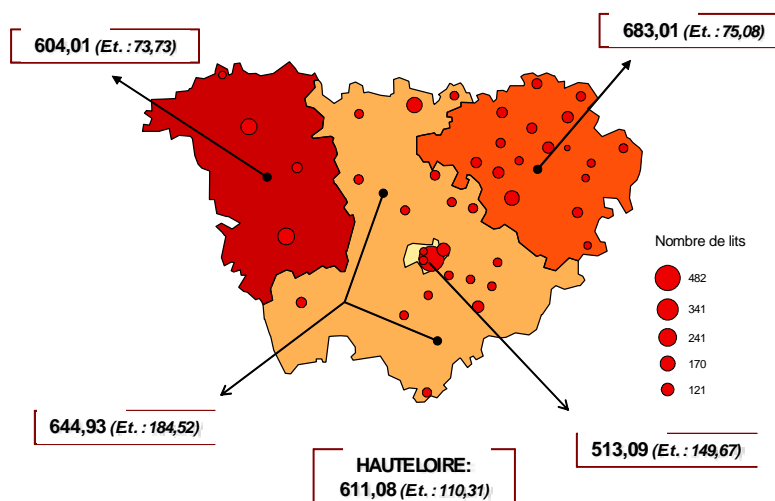 604,01 (Et. : 73,73)
683,01 (Et. : 75,08)
Nombre de lits
482
341
241
170
121
644,93 (Et. : 184,52)
513,09 (Et. : 149,67)
HAUTELOIRE:
611,08 (Et. : 110,31)